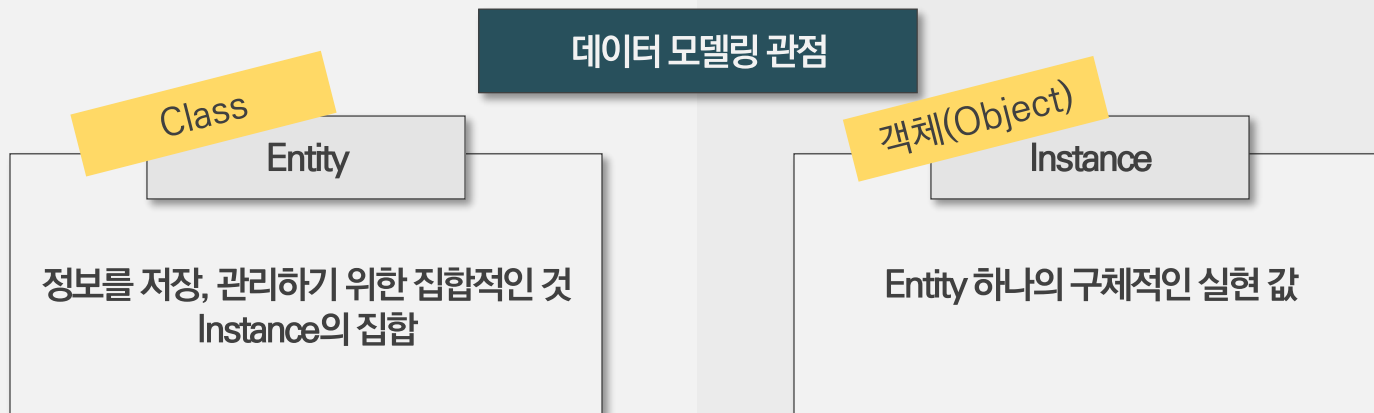 데이터 모델링 관점
Class
Entity
정보를 저장, 관리하기 위한 집합적인 것
Instance의 집합
객체(Object)
Instance
Entity 하나의 구체적인 실현 값